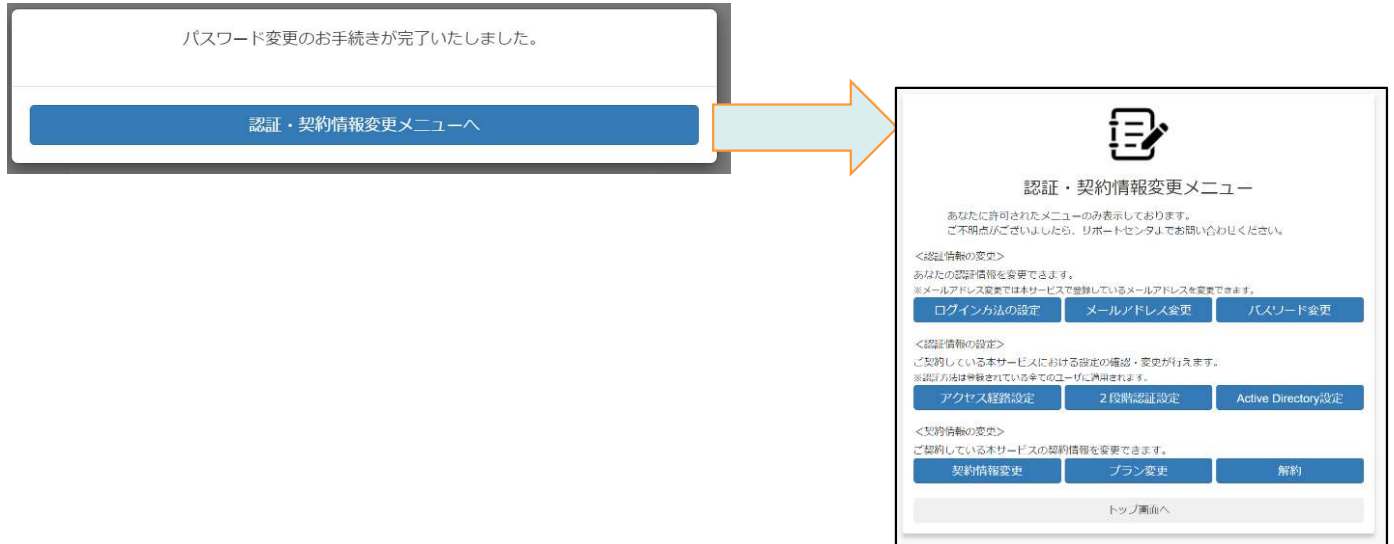 パスワード変更のお手続きが完了いたしました。
認証・契約情報変更メニューへ
認証・契約情報変更メニュー
あなたに許可されたメニューのみ表示しております。
ご不明点がございましたら、サポートセンタまでお問い合わせください。
＜認証情報の変更＞
あなたの認証情報を変更できます。
※メールアドレス変更では本サービスで登録しているメールアドレスを変更できます。
ログイン方法の設定 メールアドレス変更 パスワード変更
＜認証情報の設定＞
ご契約している本サービスにおける設定の確認・変更が行えます。
※認証方法は登録されている全てのユーザに適用されます。
アクセス経路設定 2段階認証設定 Active Directory設定
＜契約情報の変更＞
ご契約している本サービスの契約情報を変更できます。
契約情報変更 プラン変更 解約
トップ画面へ